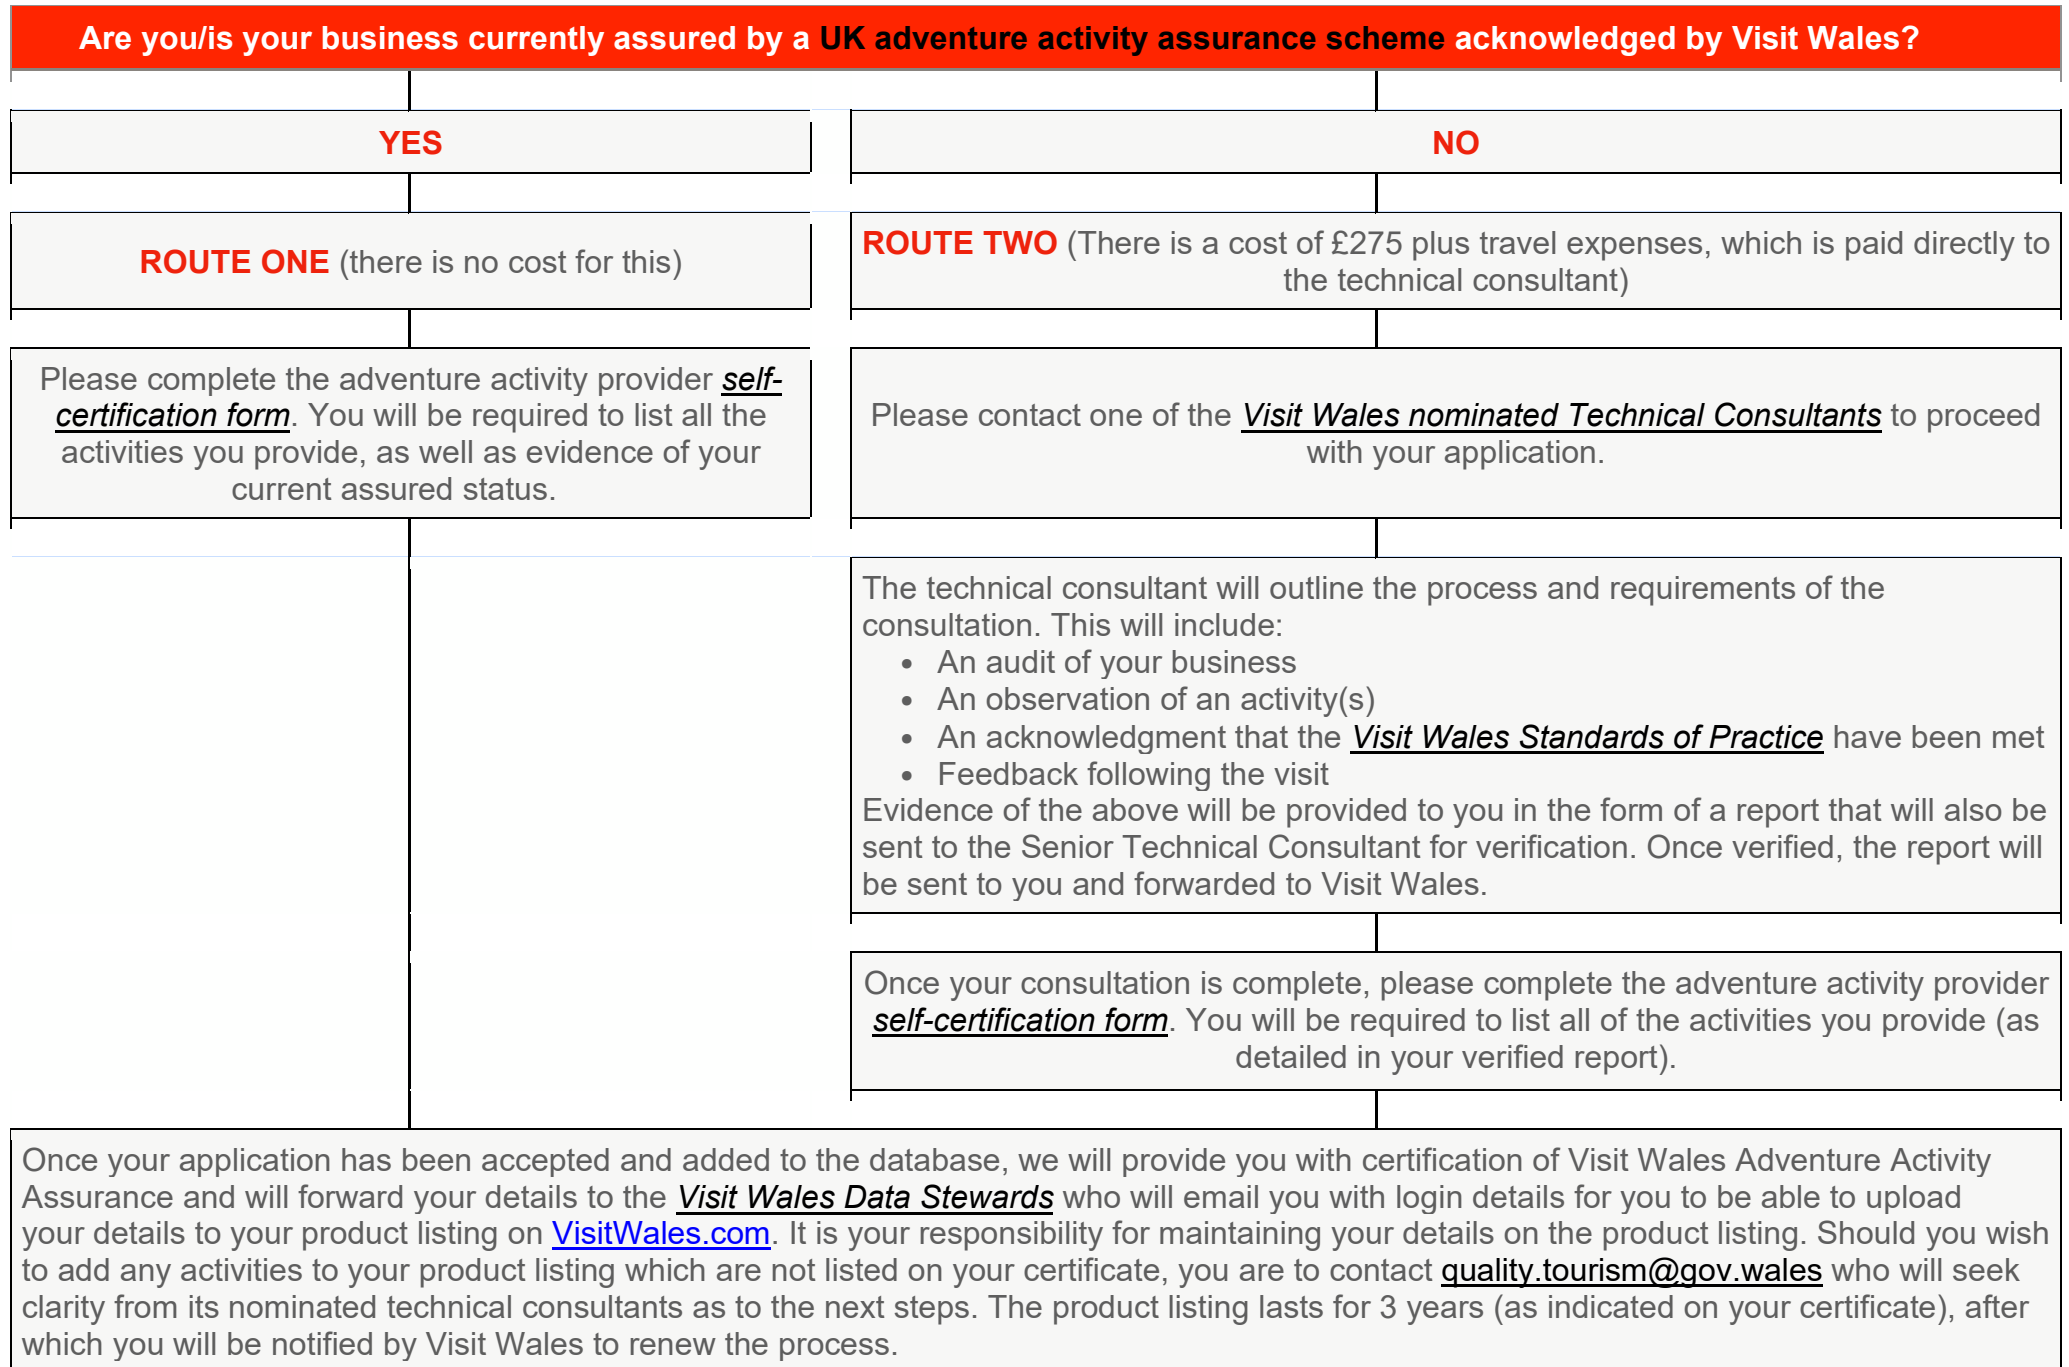 Are you/is your business currently assured by a UK adventure activity assurance scheme acknowledged by Visit Wales?
YES
NO
ROUTE ONE (there is no cost for this)
ROUTE TWO (There is a cost of £275 plus travel expenses, which is paid directly to
the technical consultant)
Please complete the adventure activity provider self-
certification form. You will be required to list all the
activities you provide, as well as evidence of your
current assured status.
Please contact one of the Visit Wales nominated Technical Consultants to proceed
with your application.
The technical consultant will outline the process and requirements of the
consultation. This will include:
• An audit of your business
• An observation of an activity(s)
• An acknowledgment that the Visit Wales Standards of Practice have been met
• Feedback following the visit
Evidence of the above will be provided to you in the form of a report that will also be
sent to the Senior Technical Consultant for verification. Once verified, the report will
be sent to you and forwarded to Visit Wales.
Once your consultation is complete, please complete the adventure activity provider
self-certification form. You will be required to list all of the activities you provide (as
detailed in your verified report).
Once your application has been accepted and added to the database, we will provide you with certification of Visit Wales Adventure Activity
Assurance and will forward your details to the Visit Wales Data Stewards who will email you with login details for you to be able to upload
your details to your product listing on VisitWales.com. It is your responsibility for maintaining your details on the product listing. Should you wish
to add any activities to your product listing which are not listed on your certificate, you are to contact quality.tourism@gov.wales who will seek
clarity from its nominated technical consultants as to the next steps. The product listing lasts for 3 years (as indicated on your certificate), after
which you will be notified by Visit Wales to renew the process.